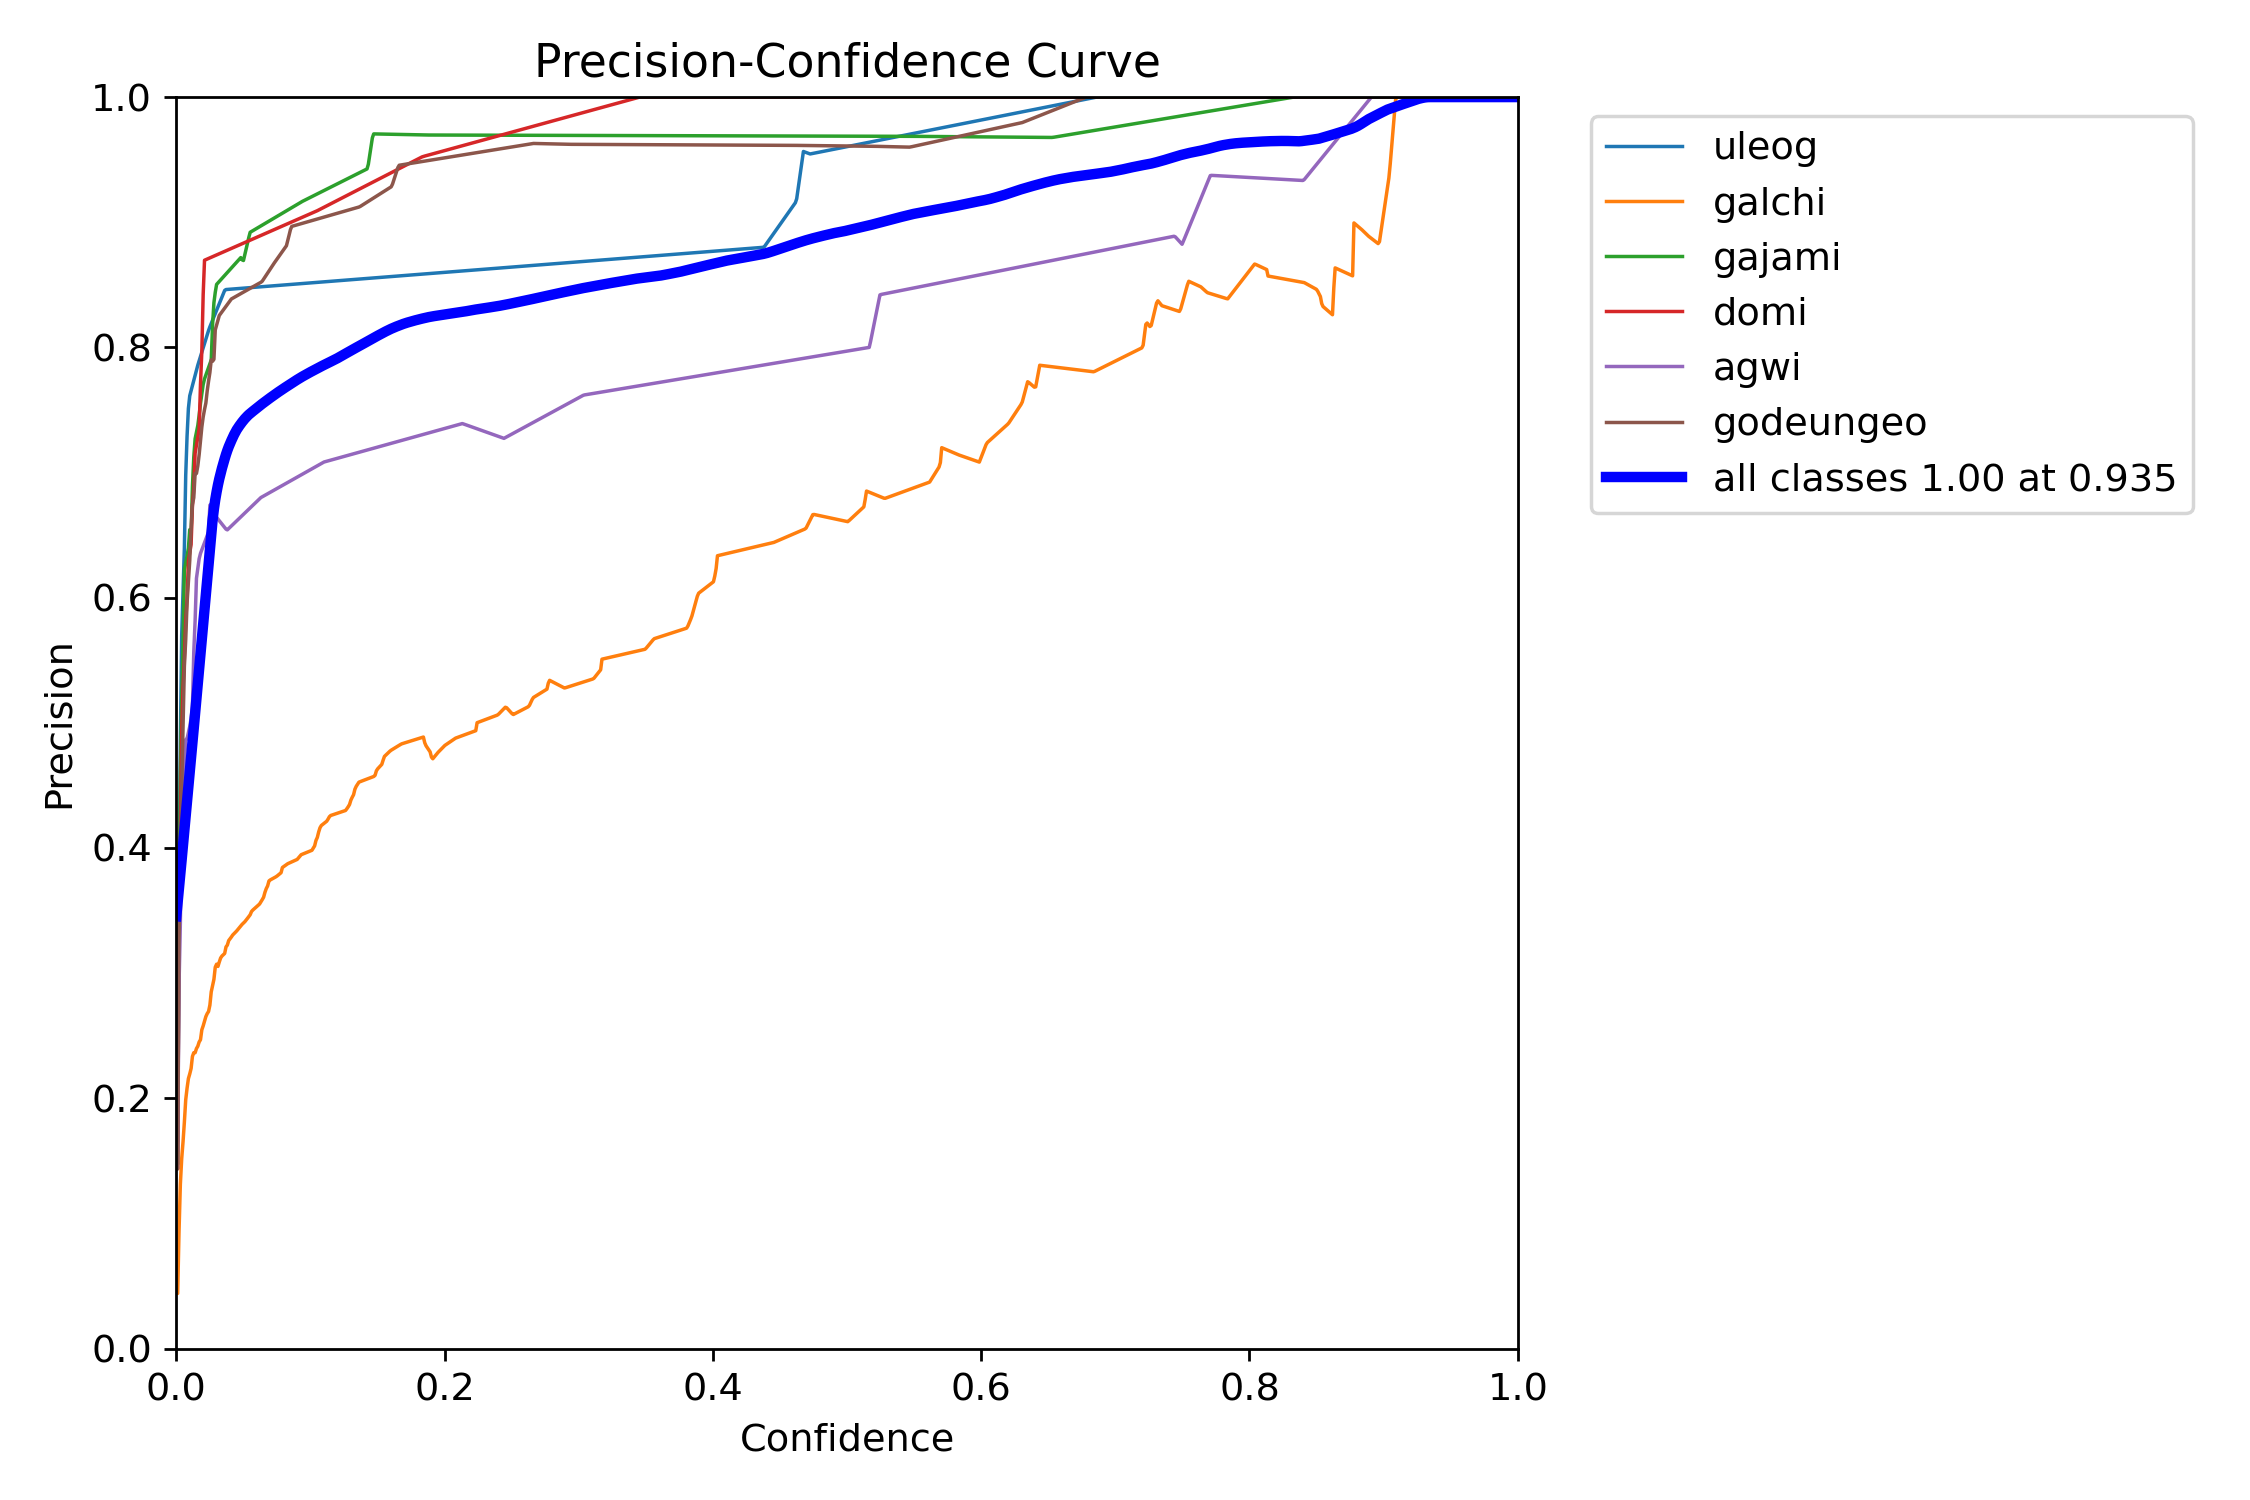 Precision-Confidence Curve
1.0
0.8
0.6
0.4
0.2
0.0
Precision
0.0 0.2 0.4 0.6 0.8 1.0
Confidence
uleog
galchi
gajami
domi
agwi
godeungeo
all classes 1.00 at 0.935